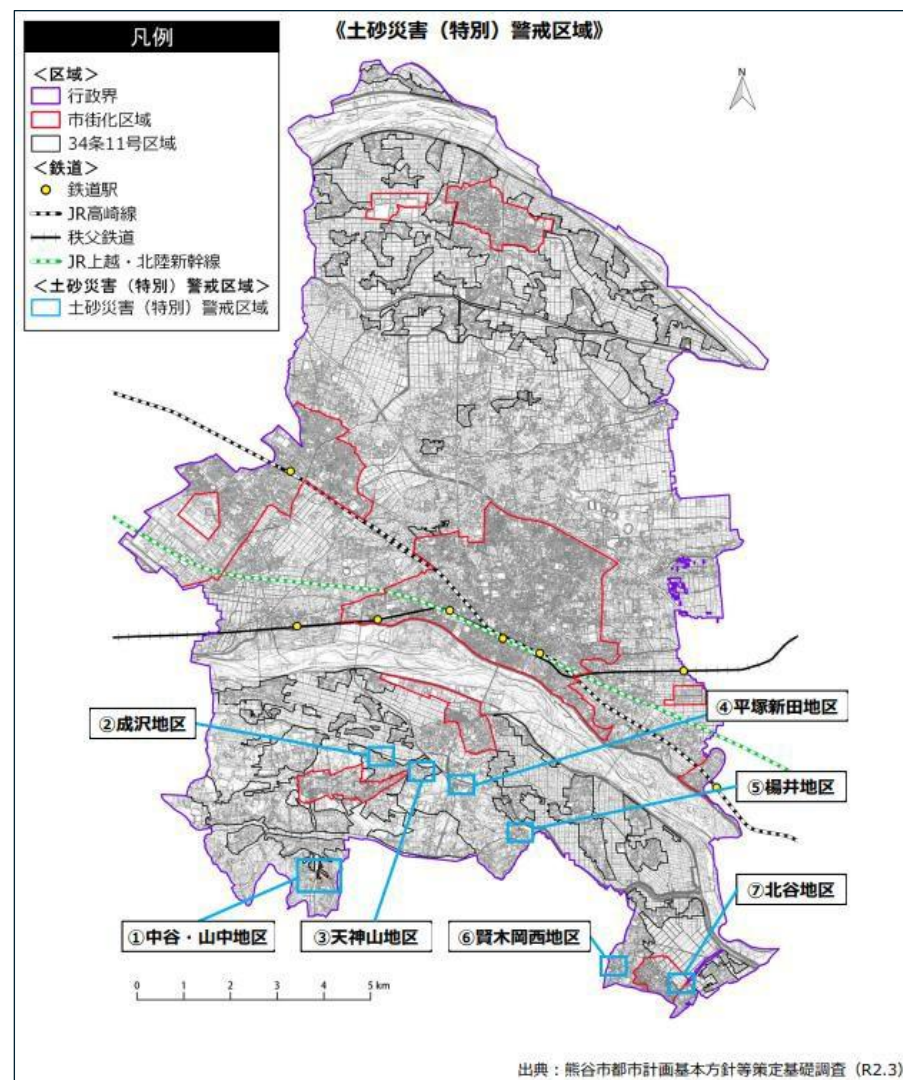 《土砂災害（特別）警戒区域》
凡例
＜区域＞
行政界
市街化区域
34条11号区域
＜鉄道＞
鉄道駅
JR高崎線
秩父鉄道
JR上越・北陸新幹線
＜土砂災害（特別）警戒区域＞
土砂災害（特別）警戒区域
N
②成沢地区
④平塚新田地区
⑤楊井地区
⑦北谷地区
①中谷・山中地区
③天神山地区
⑥賢木岡西地区
0 1 2 3 4 5 km
出典：熊谷市都市計画基本方針等策定基礎調査（R2.3）